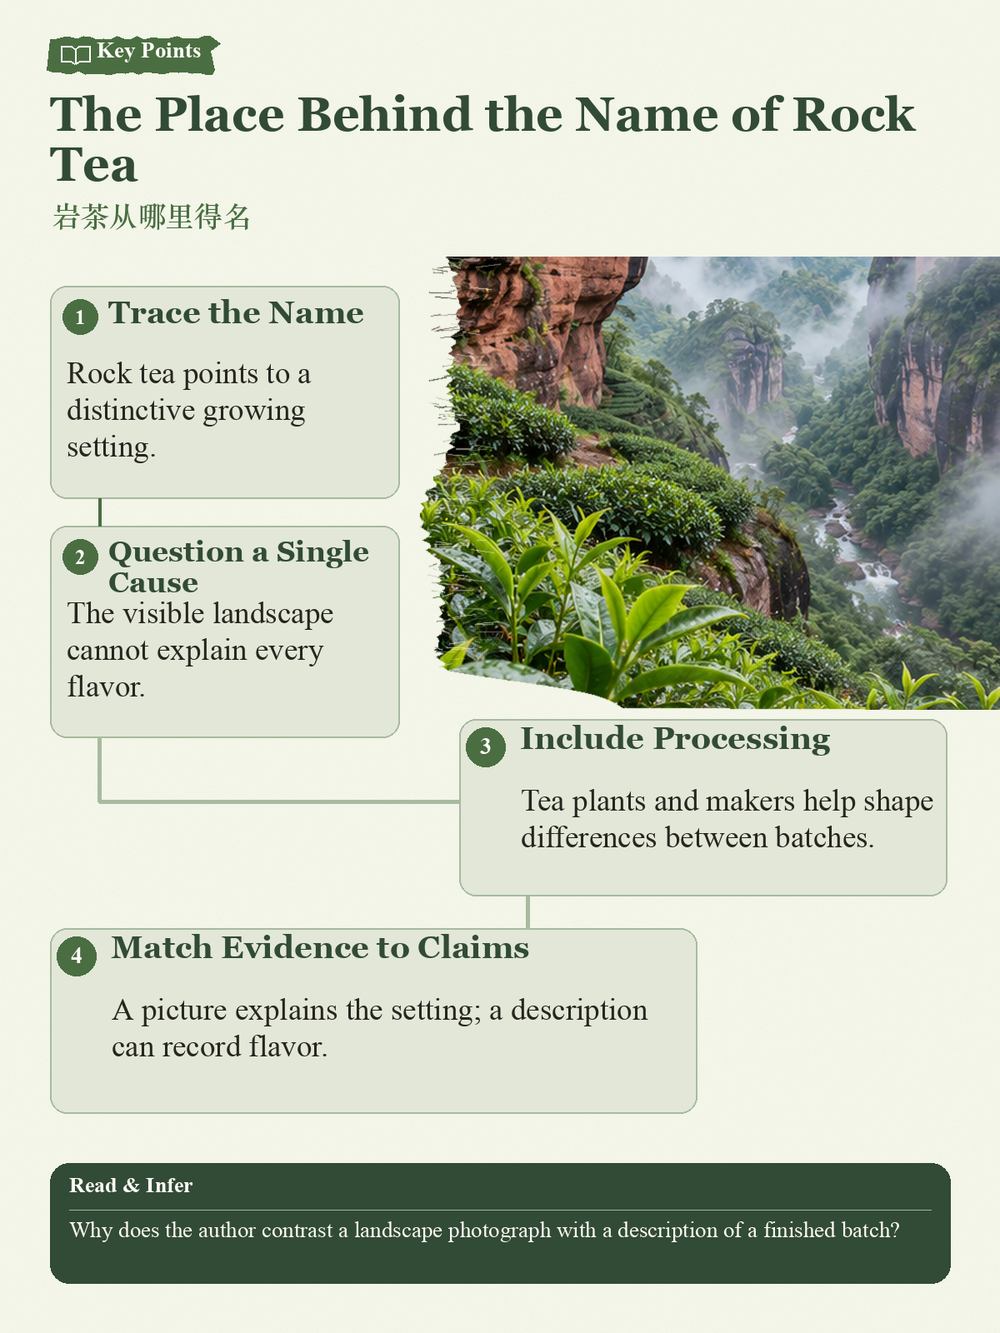 Key Points
The Place Behind the Name of Rock
Tea
岩茶从哪里得名
1 Trace the Name
Rock tea points to a
distinctive growing
setting.
2 Question a Single
Cause
The visible landscape
cannot explain every
flavor.
3 Include Processing
Tea plants and makers help shape
differences between batches.
4 Match Evidence to Claims
A picture explains the setting; a description
can record flavor.
Read & Infer
Why does the author contrast a landscape photograph with a description of a finished batch?